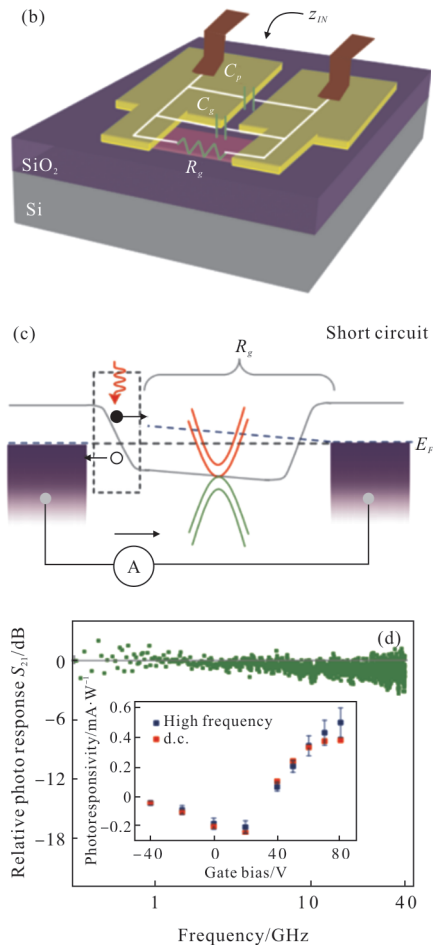 (b)
z_IN
C_p
C_g
R_g
SiO₂
Si
(c)
Short circuit
R_g
E_F
A
(d)
Relative photo response S₂₁/dB
0
−6
−12
−18
Photoresponsivity/mA·W⁻¹
0.6
0.4
0.2
0
−0.2
High frequency
d.c.
−40
0
40
80
Gate bias/V
1
10
40
Frequency/GHz